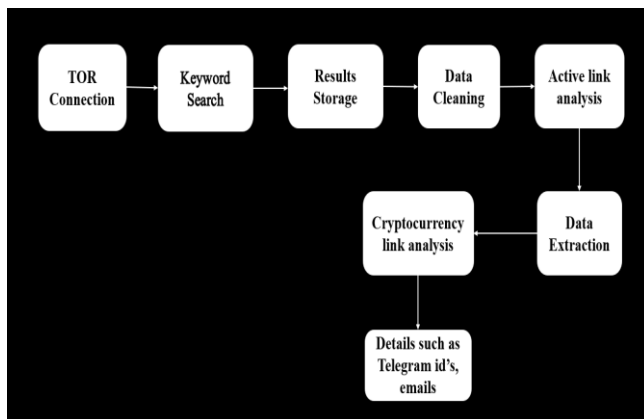 TOR
Connection
Keyword
Search
Results
Storage
Data
Cleaning
Active link
analysis
Data
Extraction
Cryptocurrency
link analysis
Details such as
Telegram id's,
emails